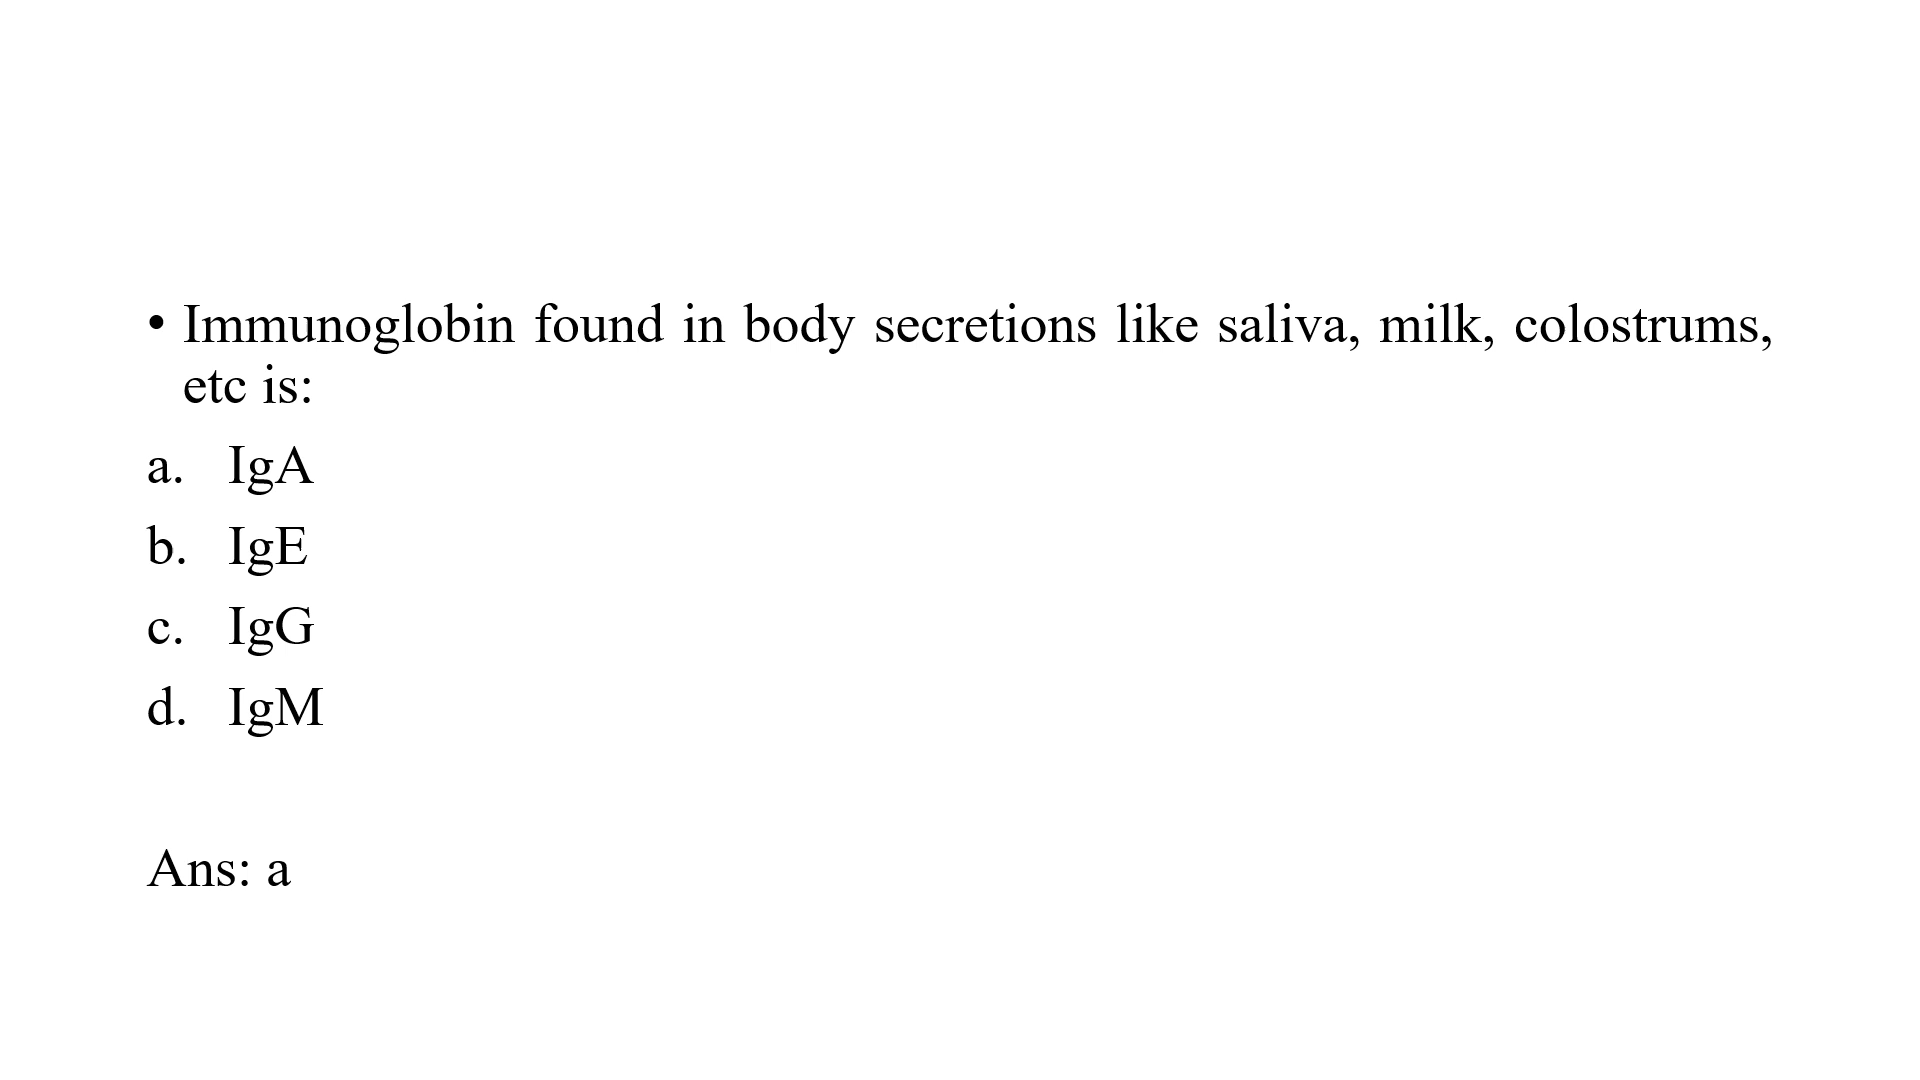 • Immunoglobin found in body secretions like saliva, milk, colostrums,
etc is:
a. IgA
b. IgE
c. IgG
d. IgM
Ans: a